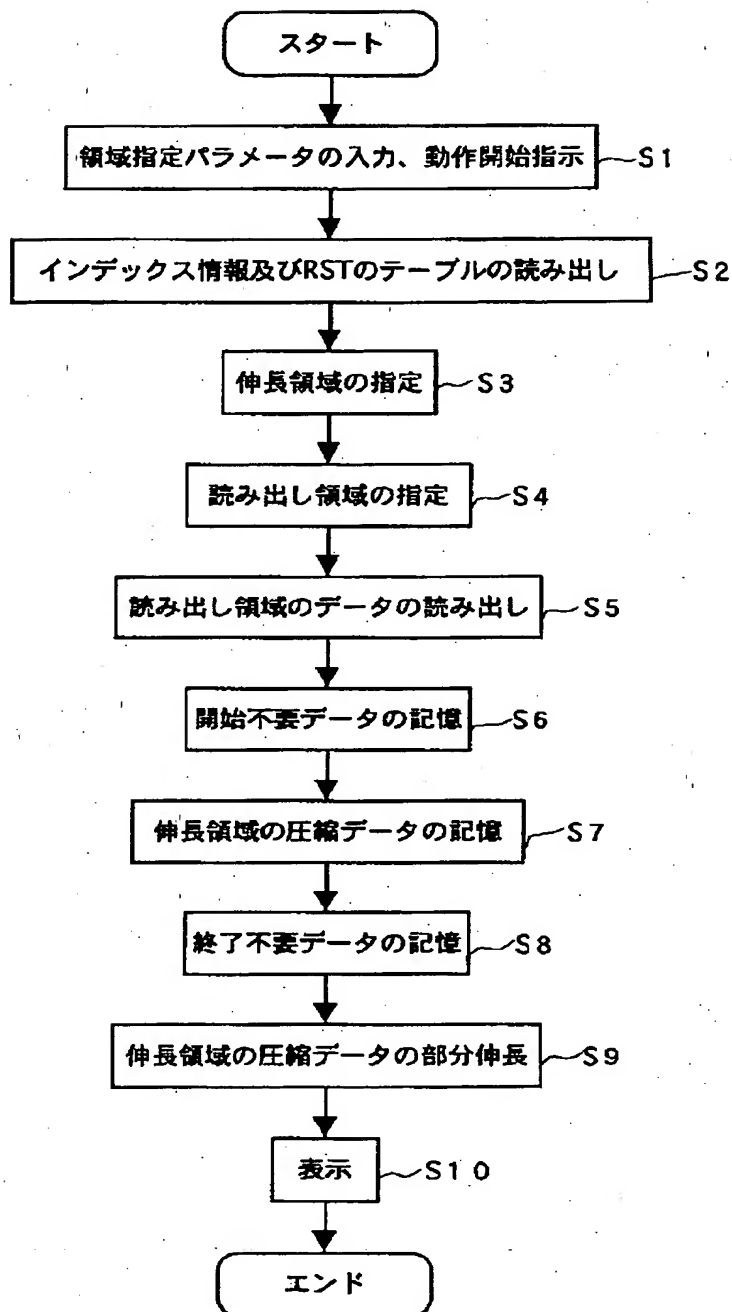 スタート
領域指定パラメータの入力、動作開始指示 S1
インデックス情報及びRSTのテーブルの読み出し S2
伸長領域の指定 S3
読み出し領域の指定 S4
読み出し領域のデータの読み出し S5
開始不要データの記憶 S6
伸長領域の圧縮データの記憶 S7
終了不要データの記憶 S8
伸長領域の圧縮データの部分伸長 S9
表示 S10
エンド